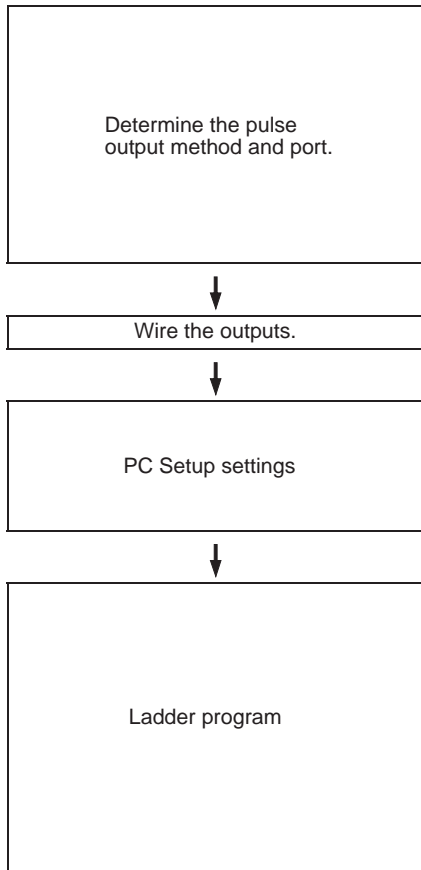 Determine the pulse
output method and port.
Wire the outputs.
PC Setup settings
Ladder program